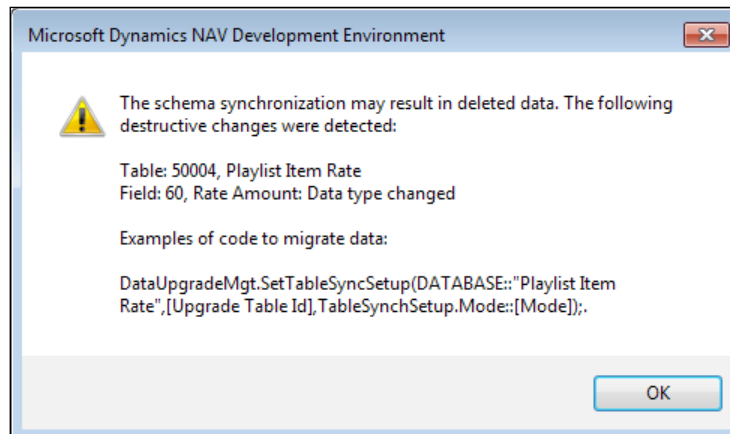 Microsoft Dynamics NAV Development Environment
The schema synchronization may result in deleted data. The following
destructive changes were detected:
Table: 50004, Playlist Item Rate
Field: 60, Rate Amount: Data type changed
Examples of code to migrate data:
DataUpgradeMgt.SetTableSyncSetup(DATABASE::"Playlist Item
Rate",[Upgrade Table Id],TableSynchSetup.Mode::[Mode]);.
OK